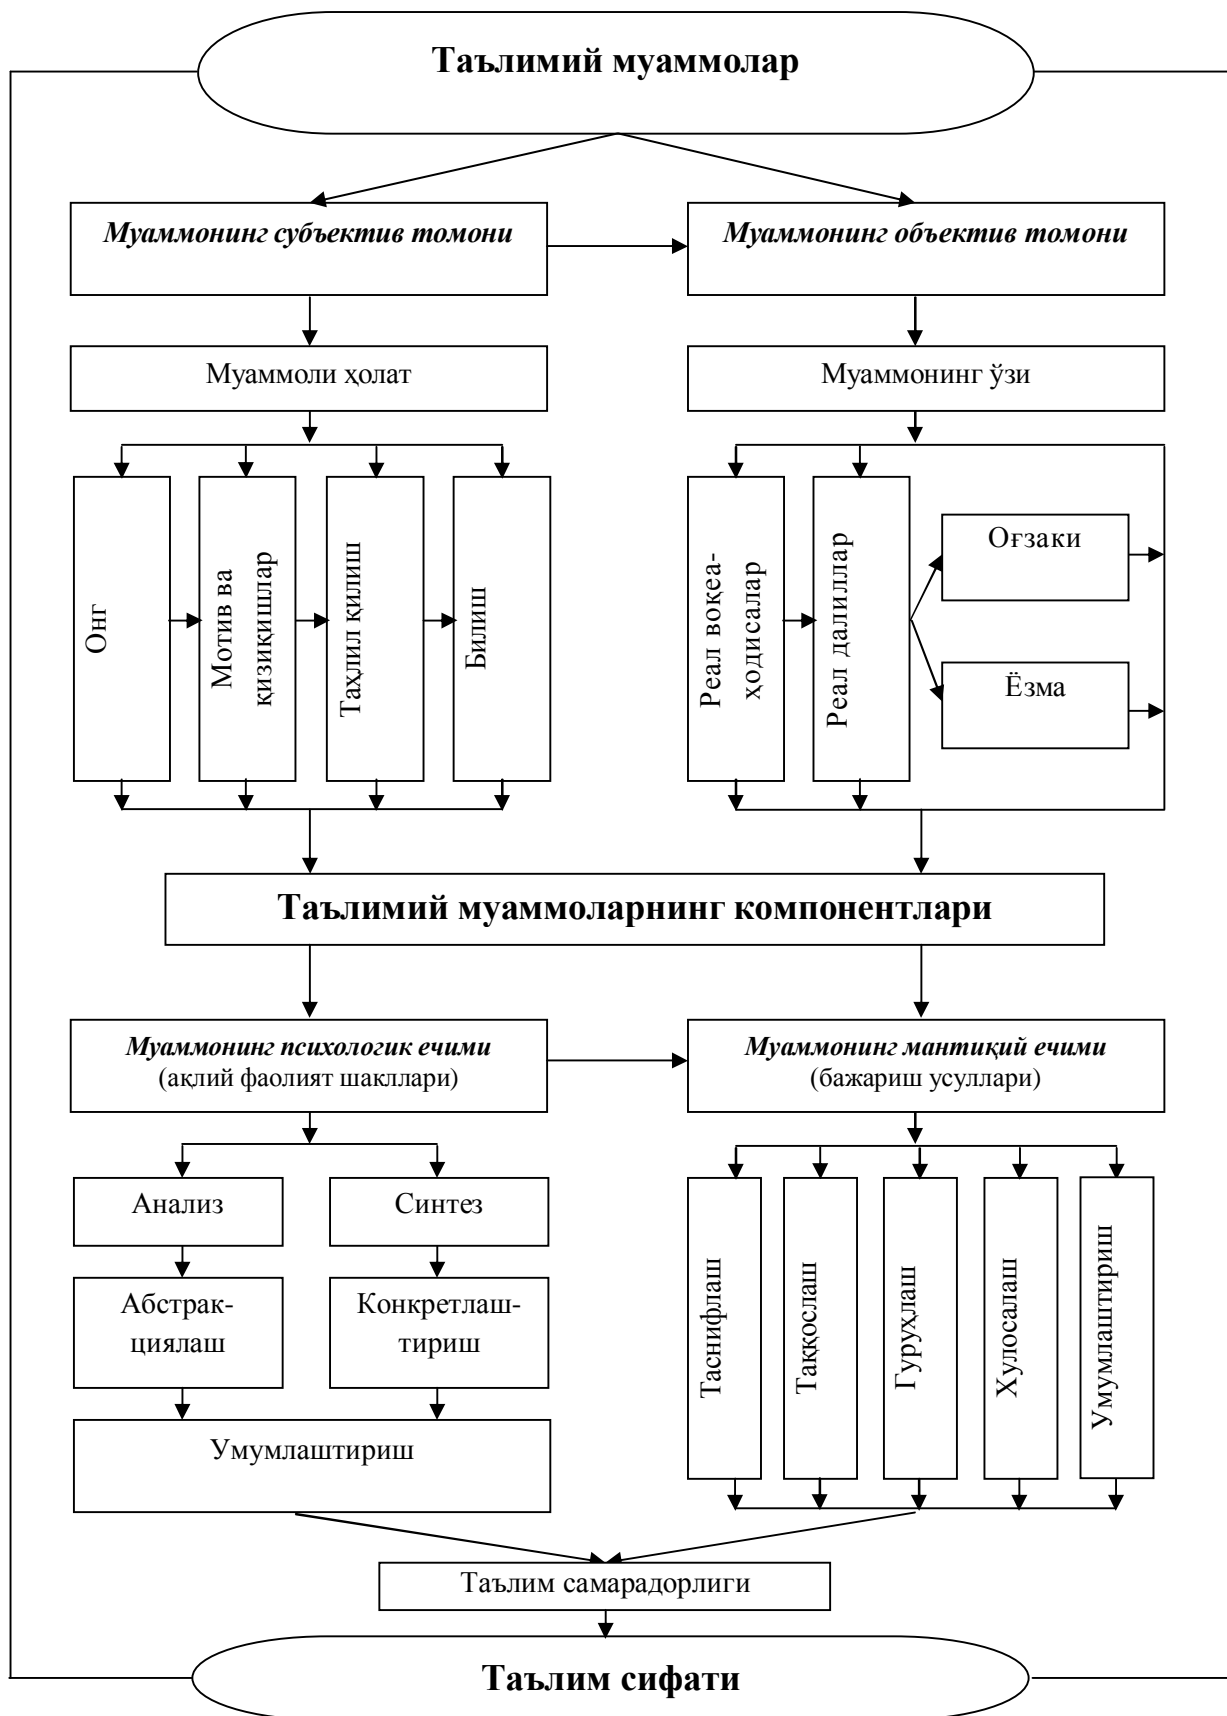 Таълимий муаммолар
Муаммонинг субъектив томони
Муаммонинг объектив томони
Муаммоли ҳолат
Муаммонинг ўзи
Онг
Мотив ва
қизиқишлар
Таҳлил қилиш
Билиш
Реал воқеа-
ҳодисалар
Реал далиллар
Оғзаки
Ёзма
Таълимий муаммоларнинг компонентлари
Муаммонинг психологик ечими
(ақлий фаолият шакллари)
Муаммонинг мантиқий ечими
(бажариш усуллари)
Анализ
Синтез
Абстрак-
циялаш
Конкретлаш-
тириш
Умумлаштириш
Таснифлаш
Таққослаш
Гуруҳлаш
Хулосалаш
Умумлаштириш
Таълим самарадорлиги
Таълим сифати